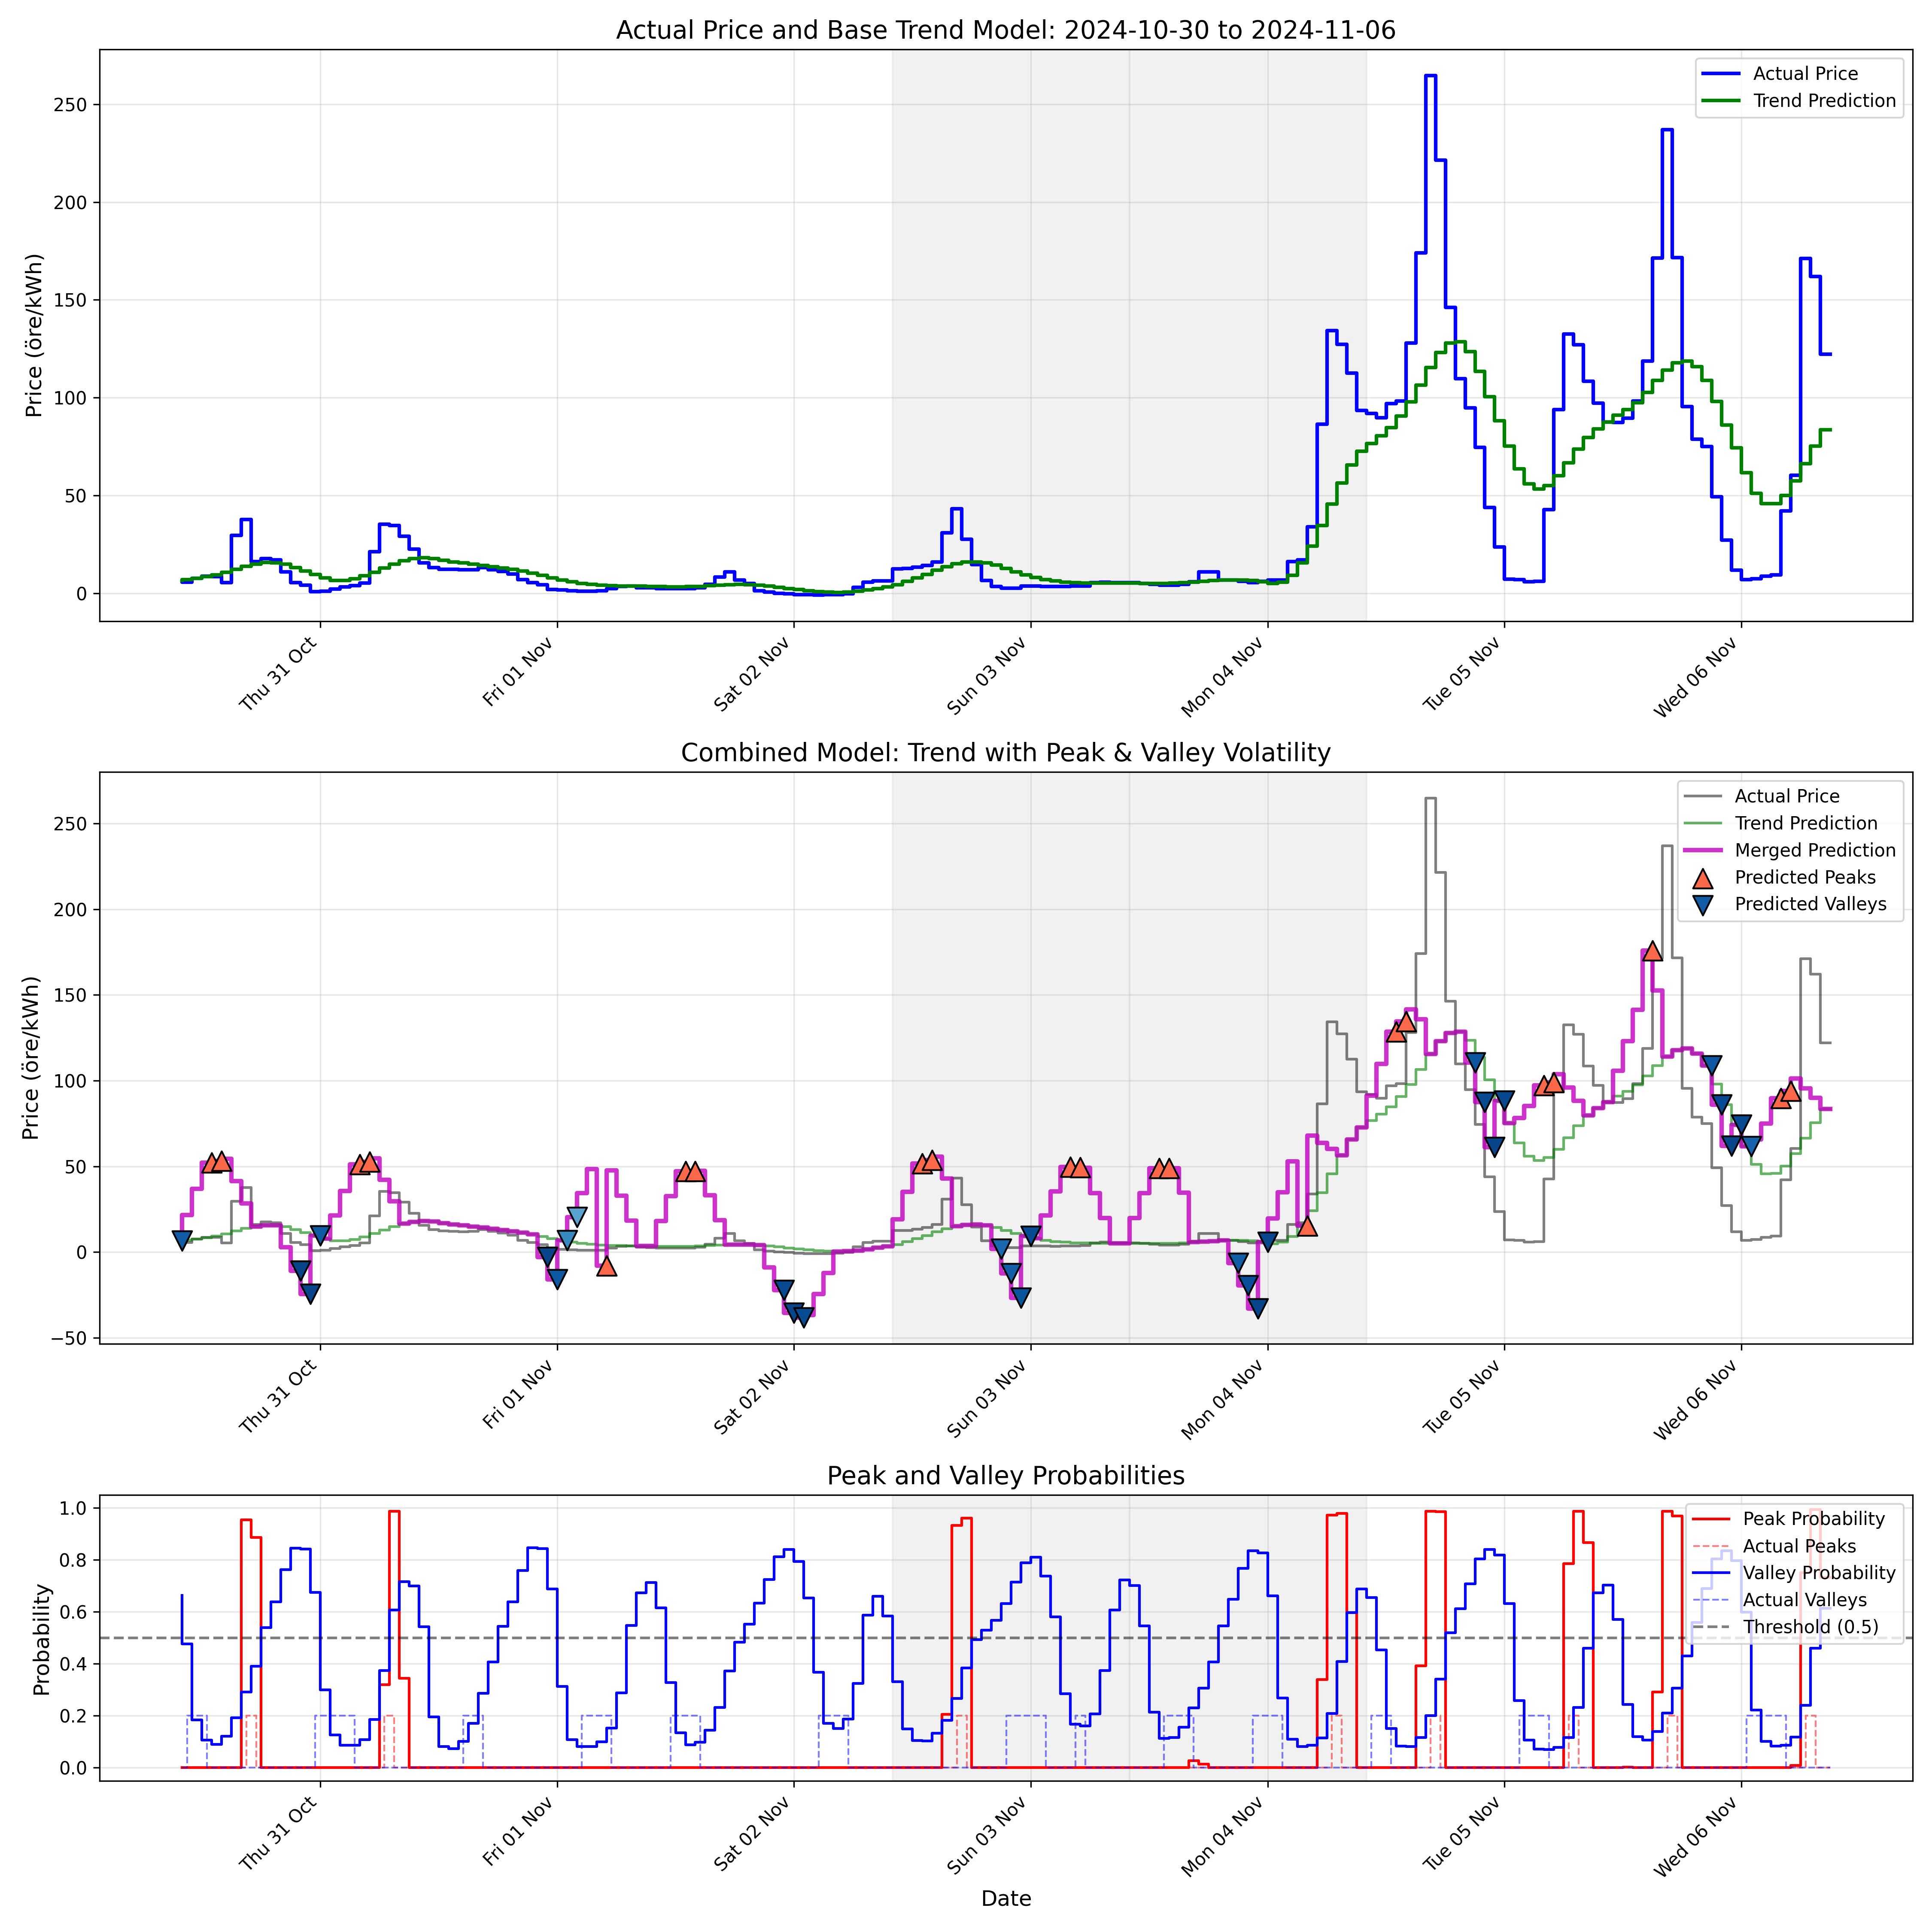 Actual Price and Base Trend Model: 2024-10-30 to 2024-11-06
Actual Price
Trend Prediction
Price (öre/kWh)
250
200
150
100
50
0
Thu 31 Oct
Fri 01 Nov
Sat 02 Nov
Sun 03 Nov
Mon 04 Nov
Tue 05 Nov
Wed 06 Nov
Combined Model: Trend with Peak & Valley Volatility
Actual Price
Trend Prediction
Merged Prediction
Predicted Peaks
Predicted Valleys
Price (öre/kWh)
250
200
150
100
50
0
−50
Thu 31 Oct
Fri 01 Nov
Sat 02 Nov
Sun 03 Nov
Mon 04 Nov
Tue 05 Nov
Wed 06 Nov
Peak and Valley Probabilities
Peak Probability
Actual Peaks
Valley Probability
Actual Valleys
Threshold (0.5)
Probability
1.0
0.8
0.6
0.4
0.2
0.0
Thu 31 Oct
Fri 01 Nov
Sat 02 Nov
Sun 03 Nov
Mon 04 Nov
Tue 05 Nov
Wed 06 Nov
Date